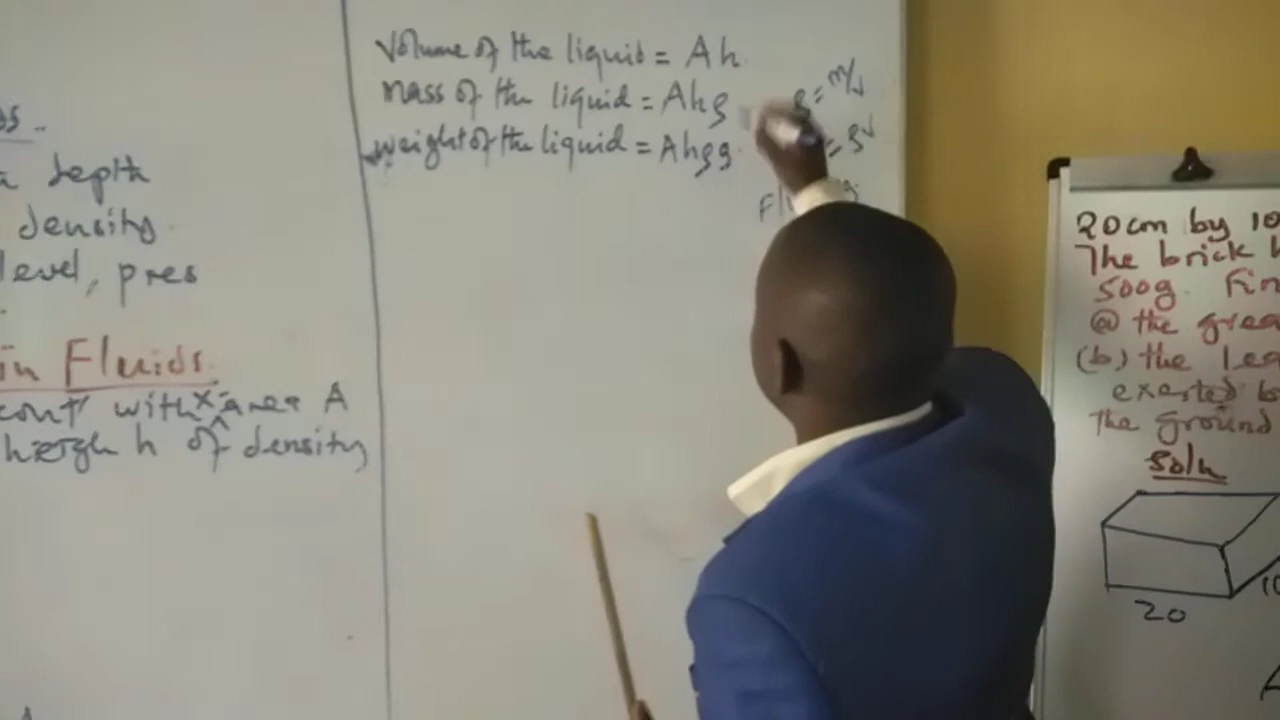 depth
density.
level, pres
in Fluids.
cont with x-area A
h of density
Volume of the liquid = Ah.
mass of the liquid = Ahρ
weight of the liquid = Ahρg.
ρ = m/v
= ρv
20cm by 10
The brick h
500g. Fin
(a) the grea
(b.) the lea
exerted b
the ground
Soln
20
10